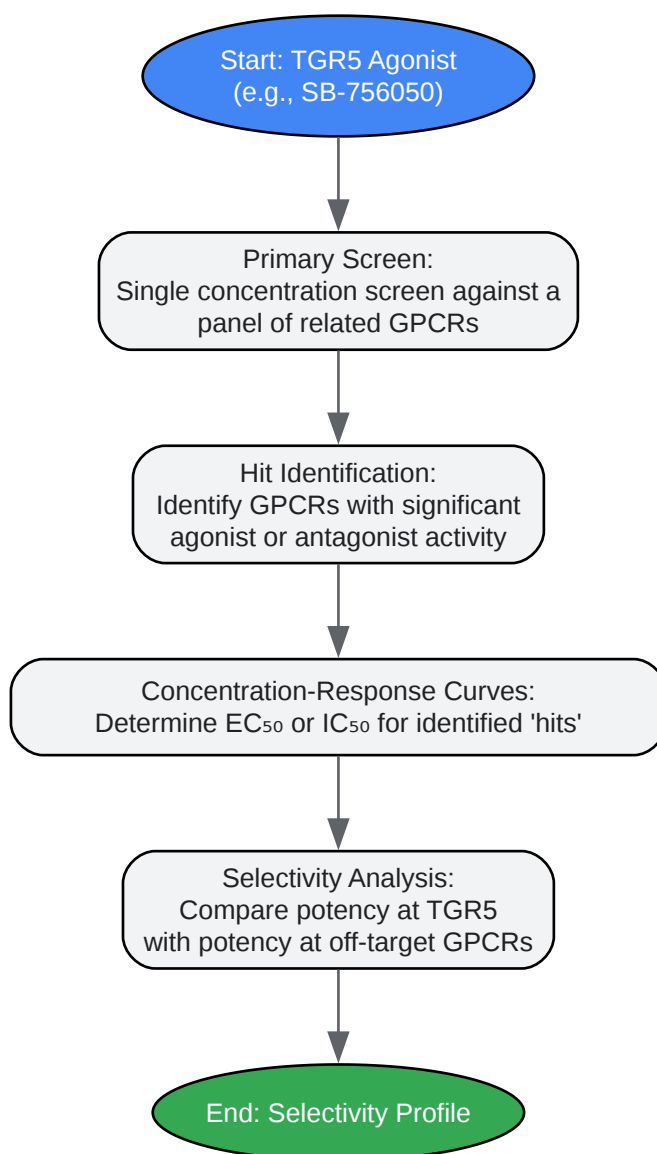 Start: TGR5 Agonist
(e.g., SB-756050)
Primary Screen:
Single concentration screen against a
panel of related GPCRs
Hit Identification:
Identify GPCRs with significant
agonist or antagonist activity
Concentration-Response Curves:
Determine EC₅₀ or IC₅₀ for identified 'hits'
Selectivity Analysis:
Compare potency at TGR5
with potency at off-target GPCRs
End: Selectivity Profile